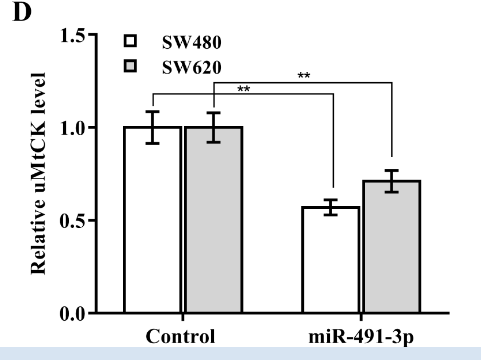 D
Relative uMtCK level
1.5
1.0
0.5
0.0
SW480
SW620
**
**
Control
miR-491-3p